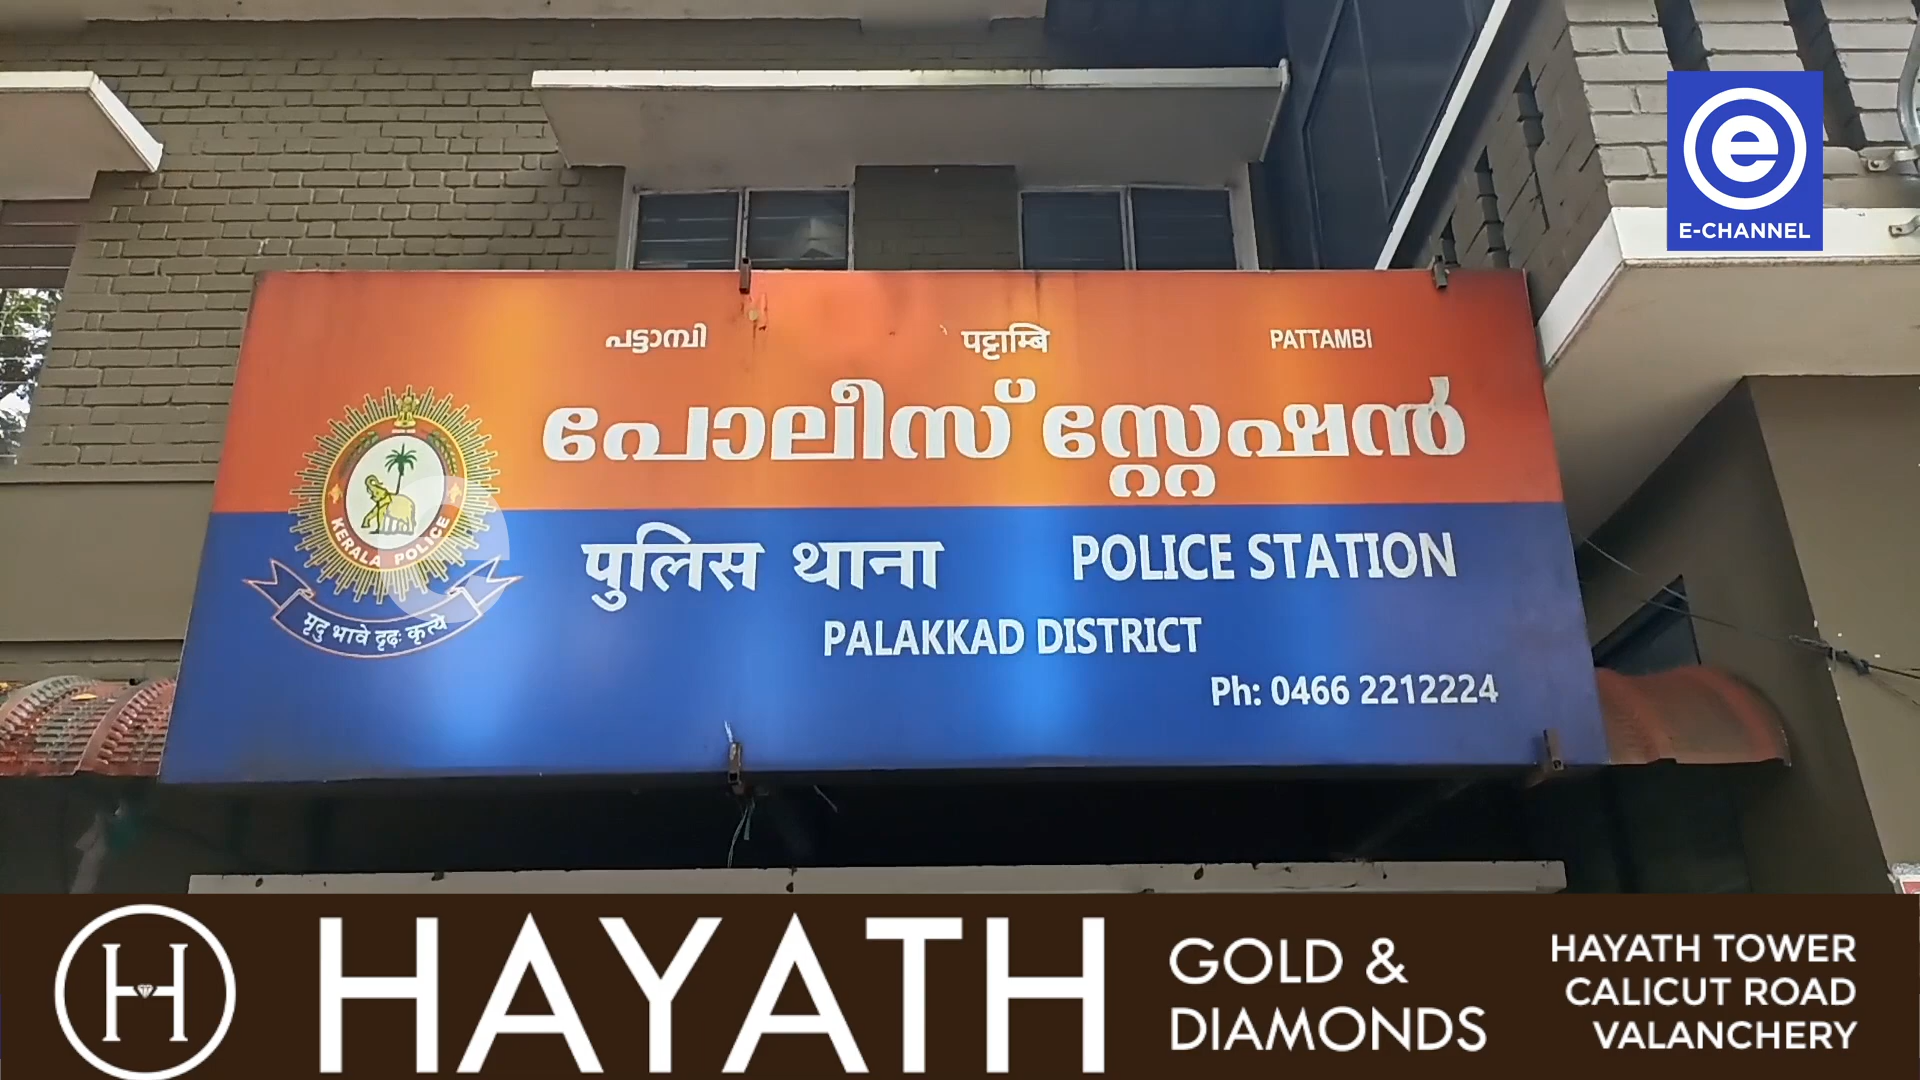 e
E-CHANNEL
പട്ടാമ്പി पट्टाम्बि PATTAMBI
പോലീസ് സ്റ്റേഷൻ
KERALA POLICE
मृदु भावे दृढः कृत्ये
पुलिस थाना POLICE STATION
PALAKKAD DISTRICT
Ph: 0466 2212224
H
HAYATH
GOLD &
DIAMONDS
HAYATH TOWER
CALICUT ROAD
VALANCHERY